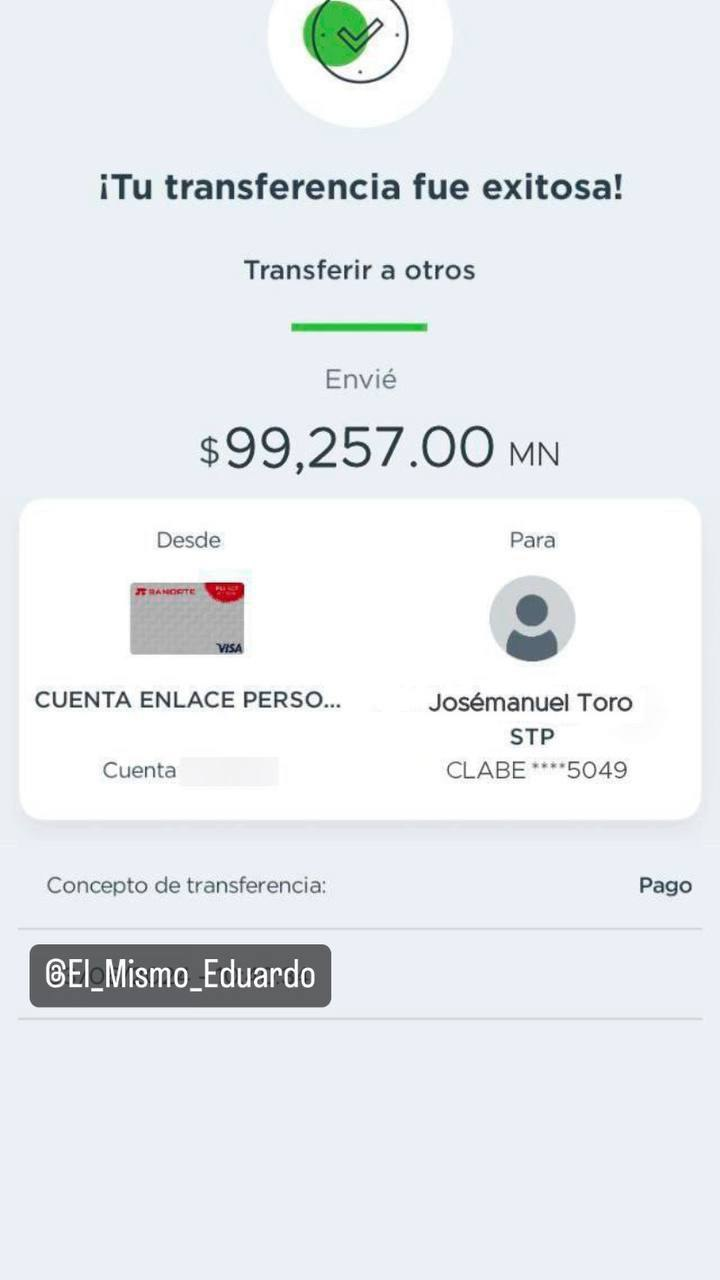 ¡Tu transferencia fue exitosa!
Transferir a otros
Envié
$99,257.00 MN
Desde
Para
BANORTE
VISA
CUENTA ENLACE PERSO...
Josémanuel Toro
STP
Cuenta
CLABE ****5049
Concepto de transferencia:
Pago
@El_Mismo_Eduardo